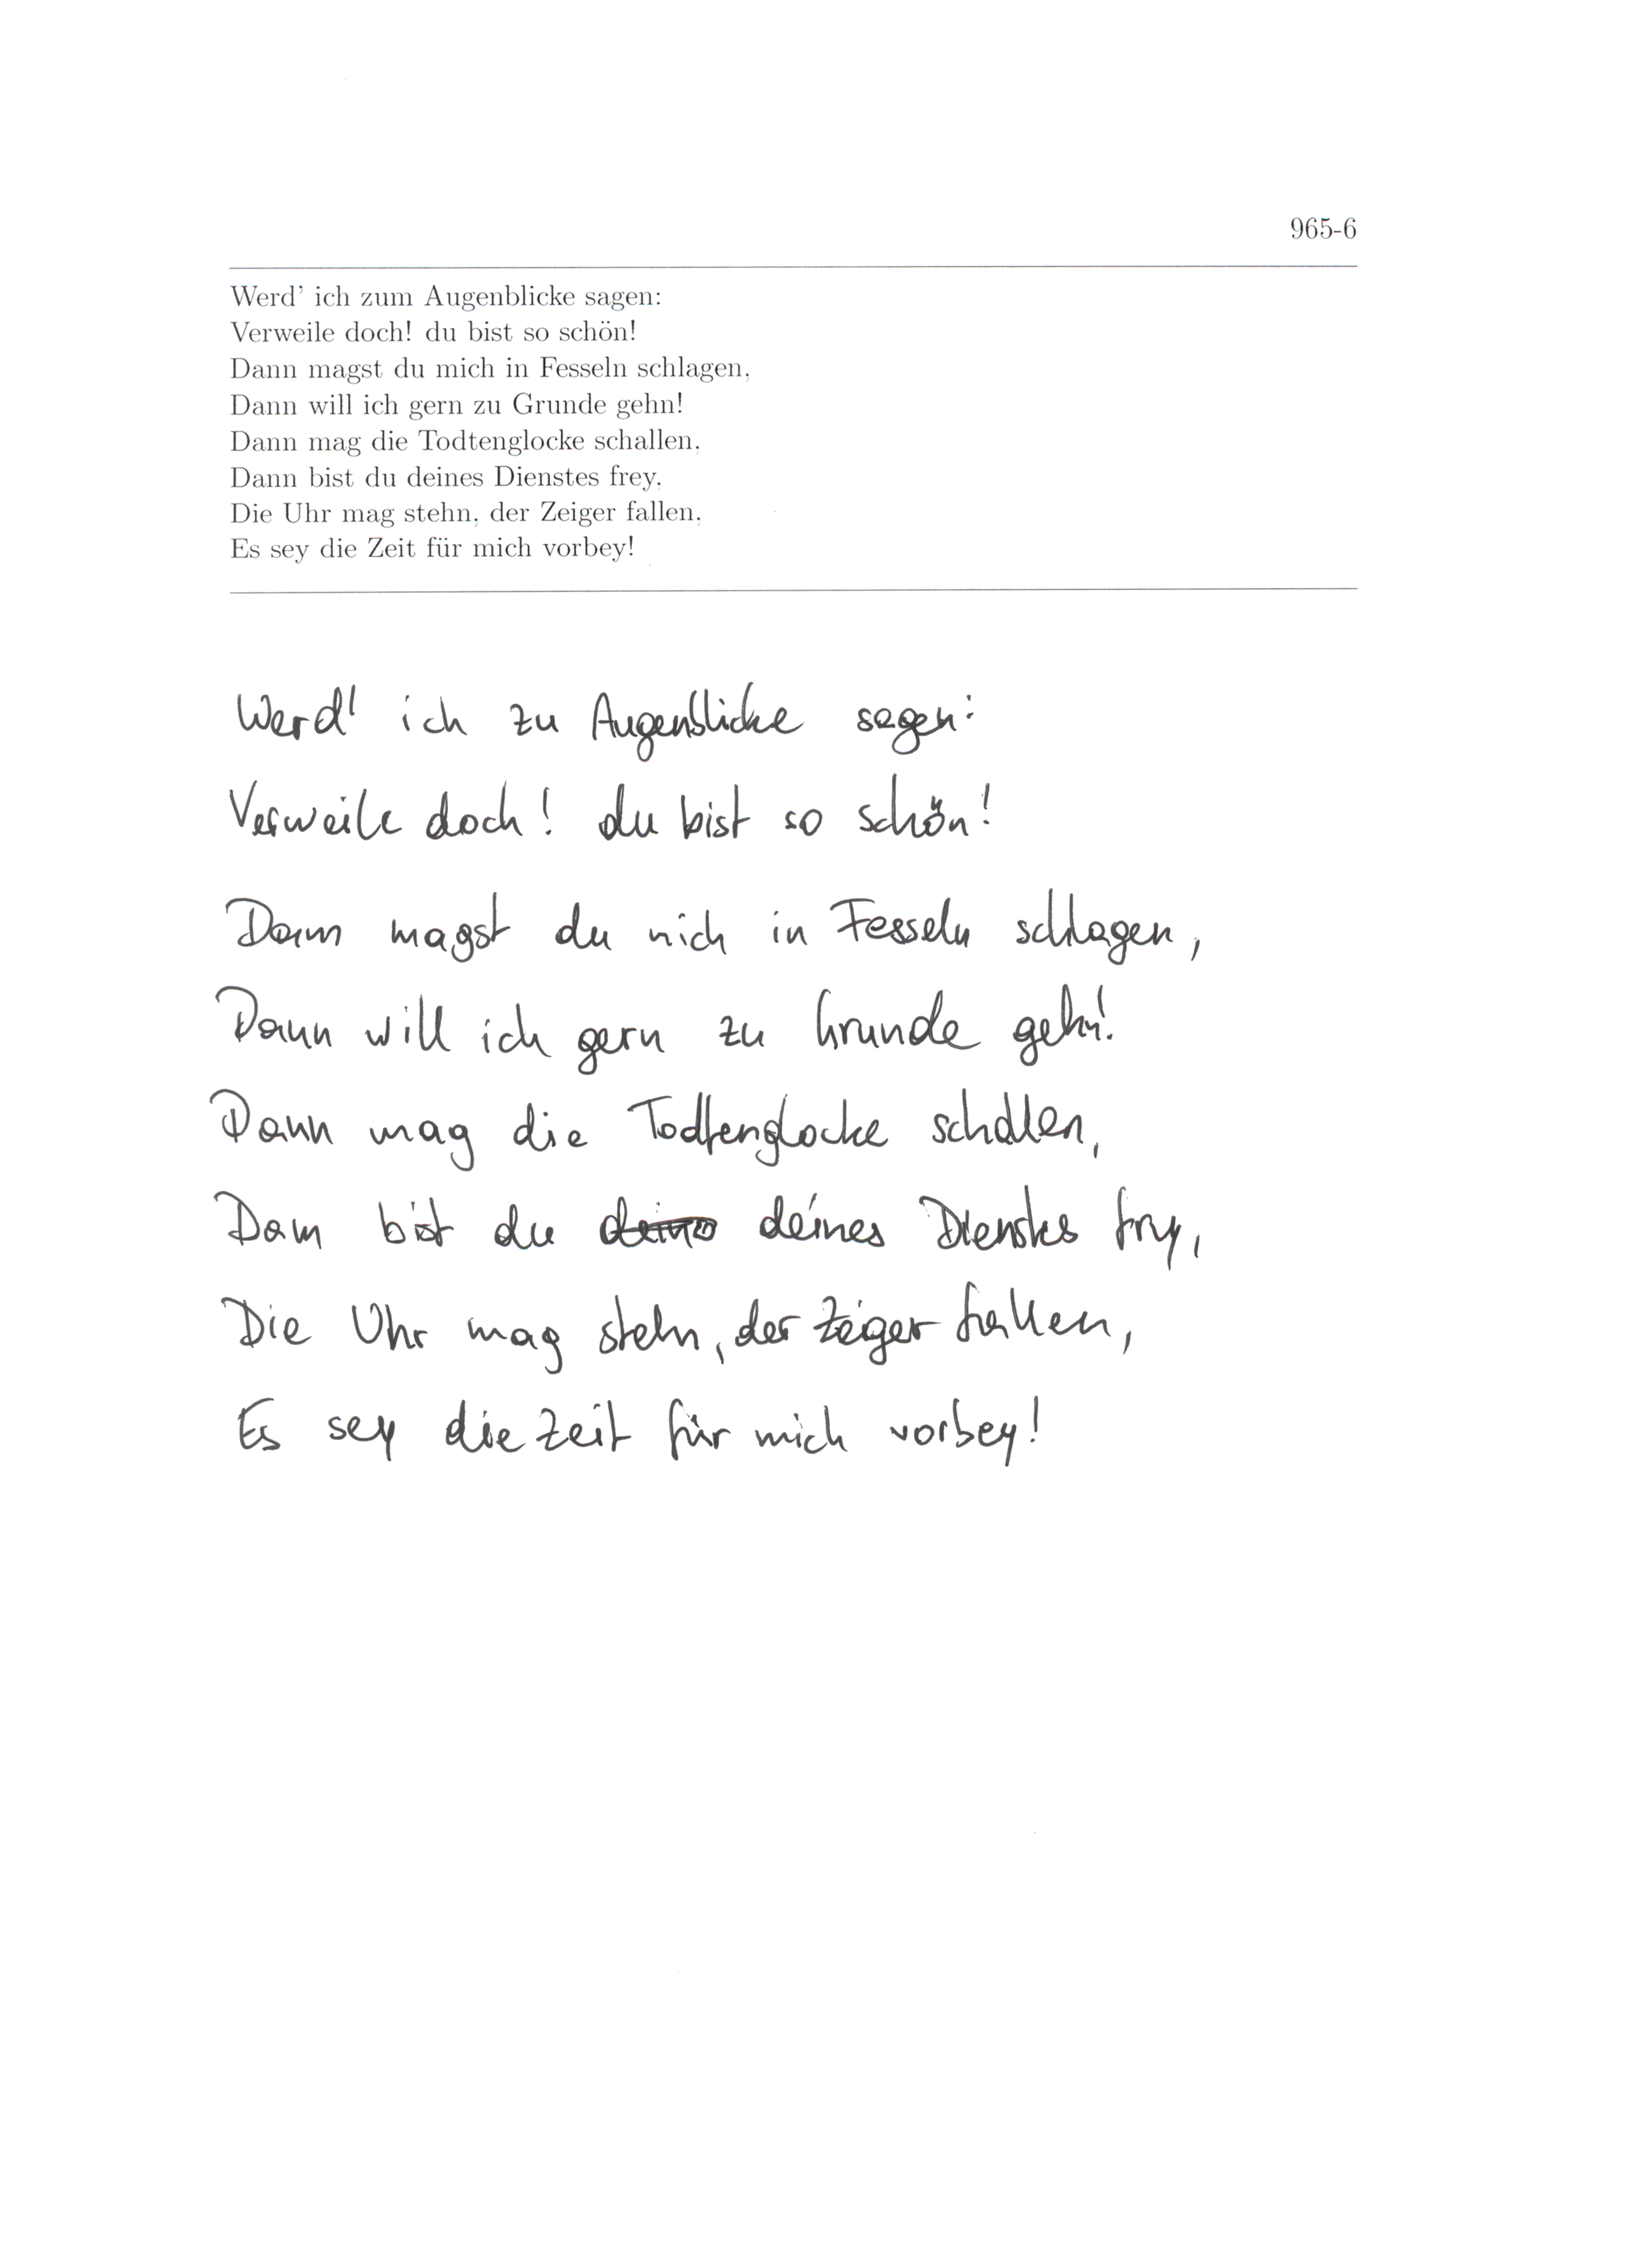 965-6
Werd' ich zum Augenblicke sagen:
Verweile doch! du bist so schön!
Dann magst du mich in Fesseln schlagen,
Dann will ich gern zu Grunde gehn!
Dann mag die Todtenglocke schallen,
Dann bist du deines Dienstes frey,
Die Uhr mag stehn, der Zeiger fallen,
Es sey die Zeit für mich vorbey!
Werd' ich zu Augenblicke sagen:
Verweile doch! du bist so schön!
Dann magst du mich in Fesseln schlagen,
Dann will ich gern zu Grunde gehn!
Dann mag die Todtenglocke schallen,
Dann bist du deines Dienstes frey,
Die Uhr mag stehn, der Zeiger fallen,
Es sey die Zeit für mich vorbey!